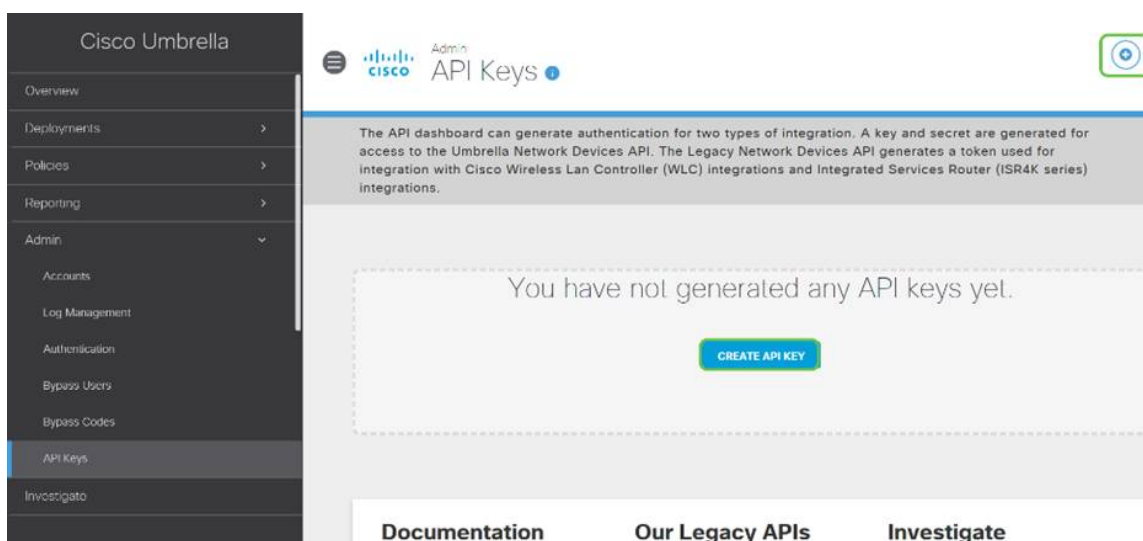 Cisco Umbrella
Overview
Deployments
Policies
Reporting
Admin
Accounts
Log Management
Authentication
Bypass Users
Bypass Codes
API Keys
Investigate
CISCO
Admin
API Keys
The API dashboard can generate authentication for two types of integration. A key and secret are generated for
access to the Umbrella Network Devices API. The Legacy Network Devices API generates a token used for
integration with Cisco Wireless Lan Controller (WLC) integrations and Integrated Services Router (ISR4K series)
integrations.
You have not generated any API keys yet.
CREATE API KEY
Documentation
Our Legacy APIs
Investigate